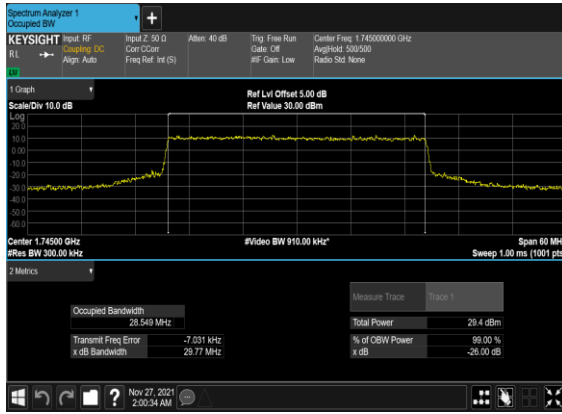 Spectrum Analyzer 1
Occupied BW
KEYSIGHT Input: RF Input Z: 50 Ω Atten: 40 dB Trig: Free Run Center Freq: 1.745000000 GHz
RL Coupling: DC Corr CCorr Gate: Off Avg|Hold: 500/500
Align: Auto Freq Ref: Int (S) #IF Gain: Low Radio Std: None
1 Graph
Scale/Div 10.0 dB Ref Lvl Offset 5.00 dB
Ref Value 30.00 dBm
Log
20.0
10.0
0.00
-10.0
-20.0
-30.0
-40.0
-50.0
-60.0
Center 1.74500 GHz #Video BW 910.00 kHz* Span 60 MH
#Res BW 300.00 kHz Sweep 1.00 ms (1001 pts
2 Metrics
Measure Trace Trace 1
Occupied Bandwidth
28.549 MHz Total Power 29.4 dBm
Transmit Freq Error -7.031 kHz % of OBW Power 99.00 %
x dB Bandwidth 29.77 MHz x dB -26.00 dB
? Nov 27, 2021
2:00:34 AM